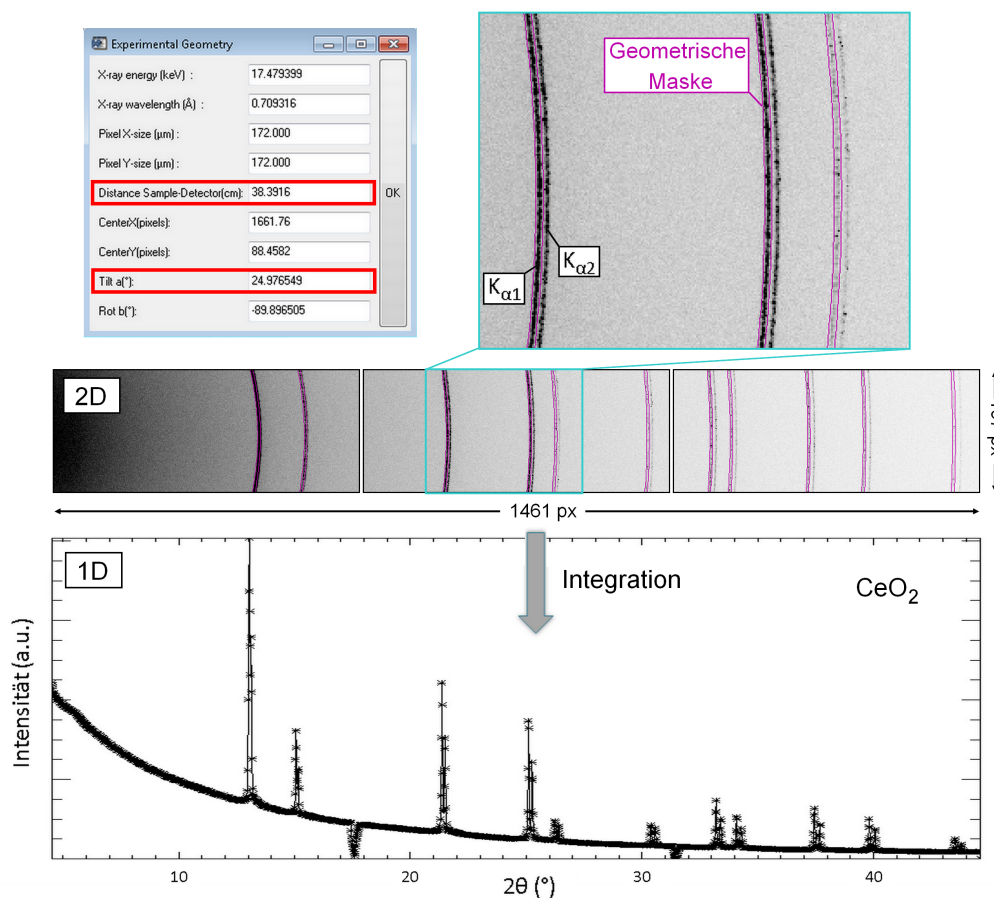 Experimental Geometry
X-ray energy (keV) : 17.479399
X-ray wavelength (Å) : 0.709316
Pixel X-size (µm) : 172.000
Pixel Y-size (µm) : 172.000
Distance Sample-Detector(cm): 38.3916
CenterX(pixels): 1661.76
CenterY(pixels): 88.4582
Tilt a(°): 24.976549
Rot b(°): -89.896505
OK
Geometrische
Maske
Kα1
Kα2
2D
1461 px
1D
Integration
CeO2
Intensität (a.u.)
10 20 30 40
2θ (°)